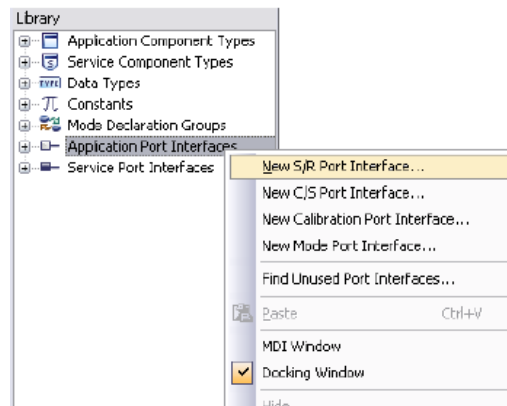 Library
Application Component Types
Service Component Types
Data Types
Constants
Mode Declaration Groups
Application Port Interfaces
Service Port Interfaces
New S/R Port Interface...
New C/S Port Interface...
New Calibration Port Interface...
New Mode Port Interface...
Find Unused Port Interfaces...
Paste Ctrl+V
MDI Window
Docking Window
Hide